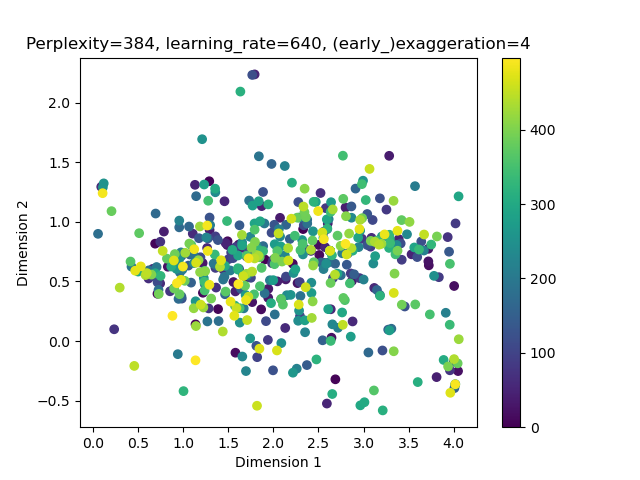 Perplexity=384, learning_rate=640, (early_)exaggeration=4
2.0
1.5
1.0
0.5
0.0
−0.5
Dimension 2
0.0 0.5 1.0 1.5 2.0 2.5 3.0 3.5 4.0
Dimension 1
400
300
200
100
0